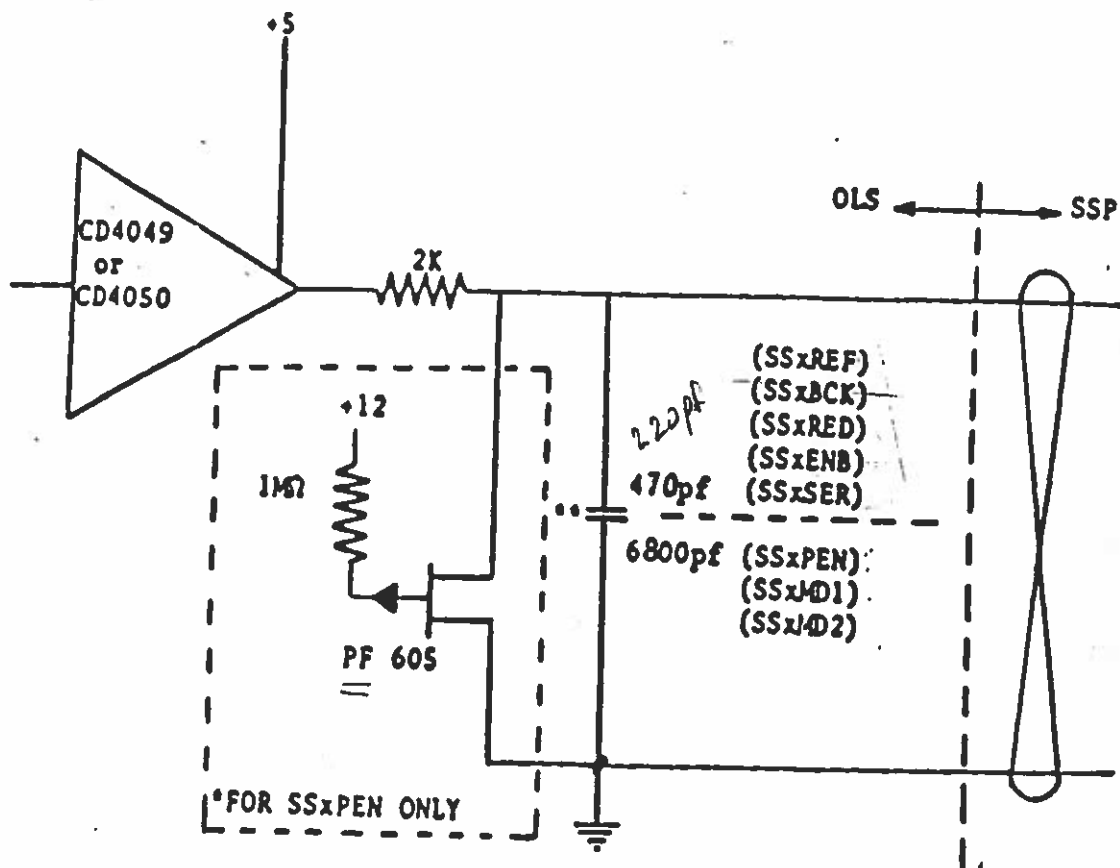 +5
CD4049
or
CD4050
2K
OLS
SSP
+12
1MΩ
PF 605
*FOR SSxPEN ONLY
220pf
**
470pf
6800pf
(SSxREF)
(SSxBCK)
(SSxRED)
(SSxENB)
(SSxSER)
(SSxPEN)
(SSxMD1)
(SSxMD2)